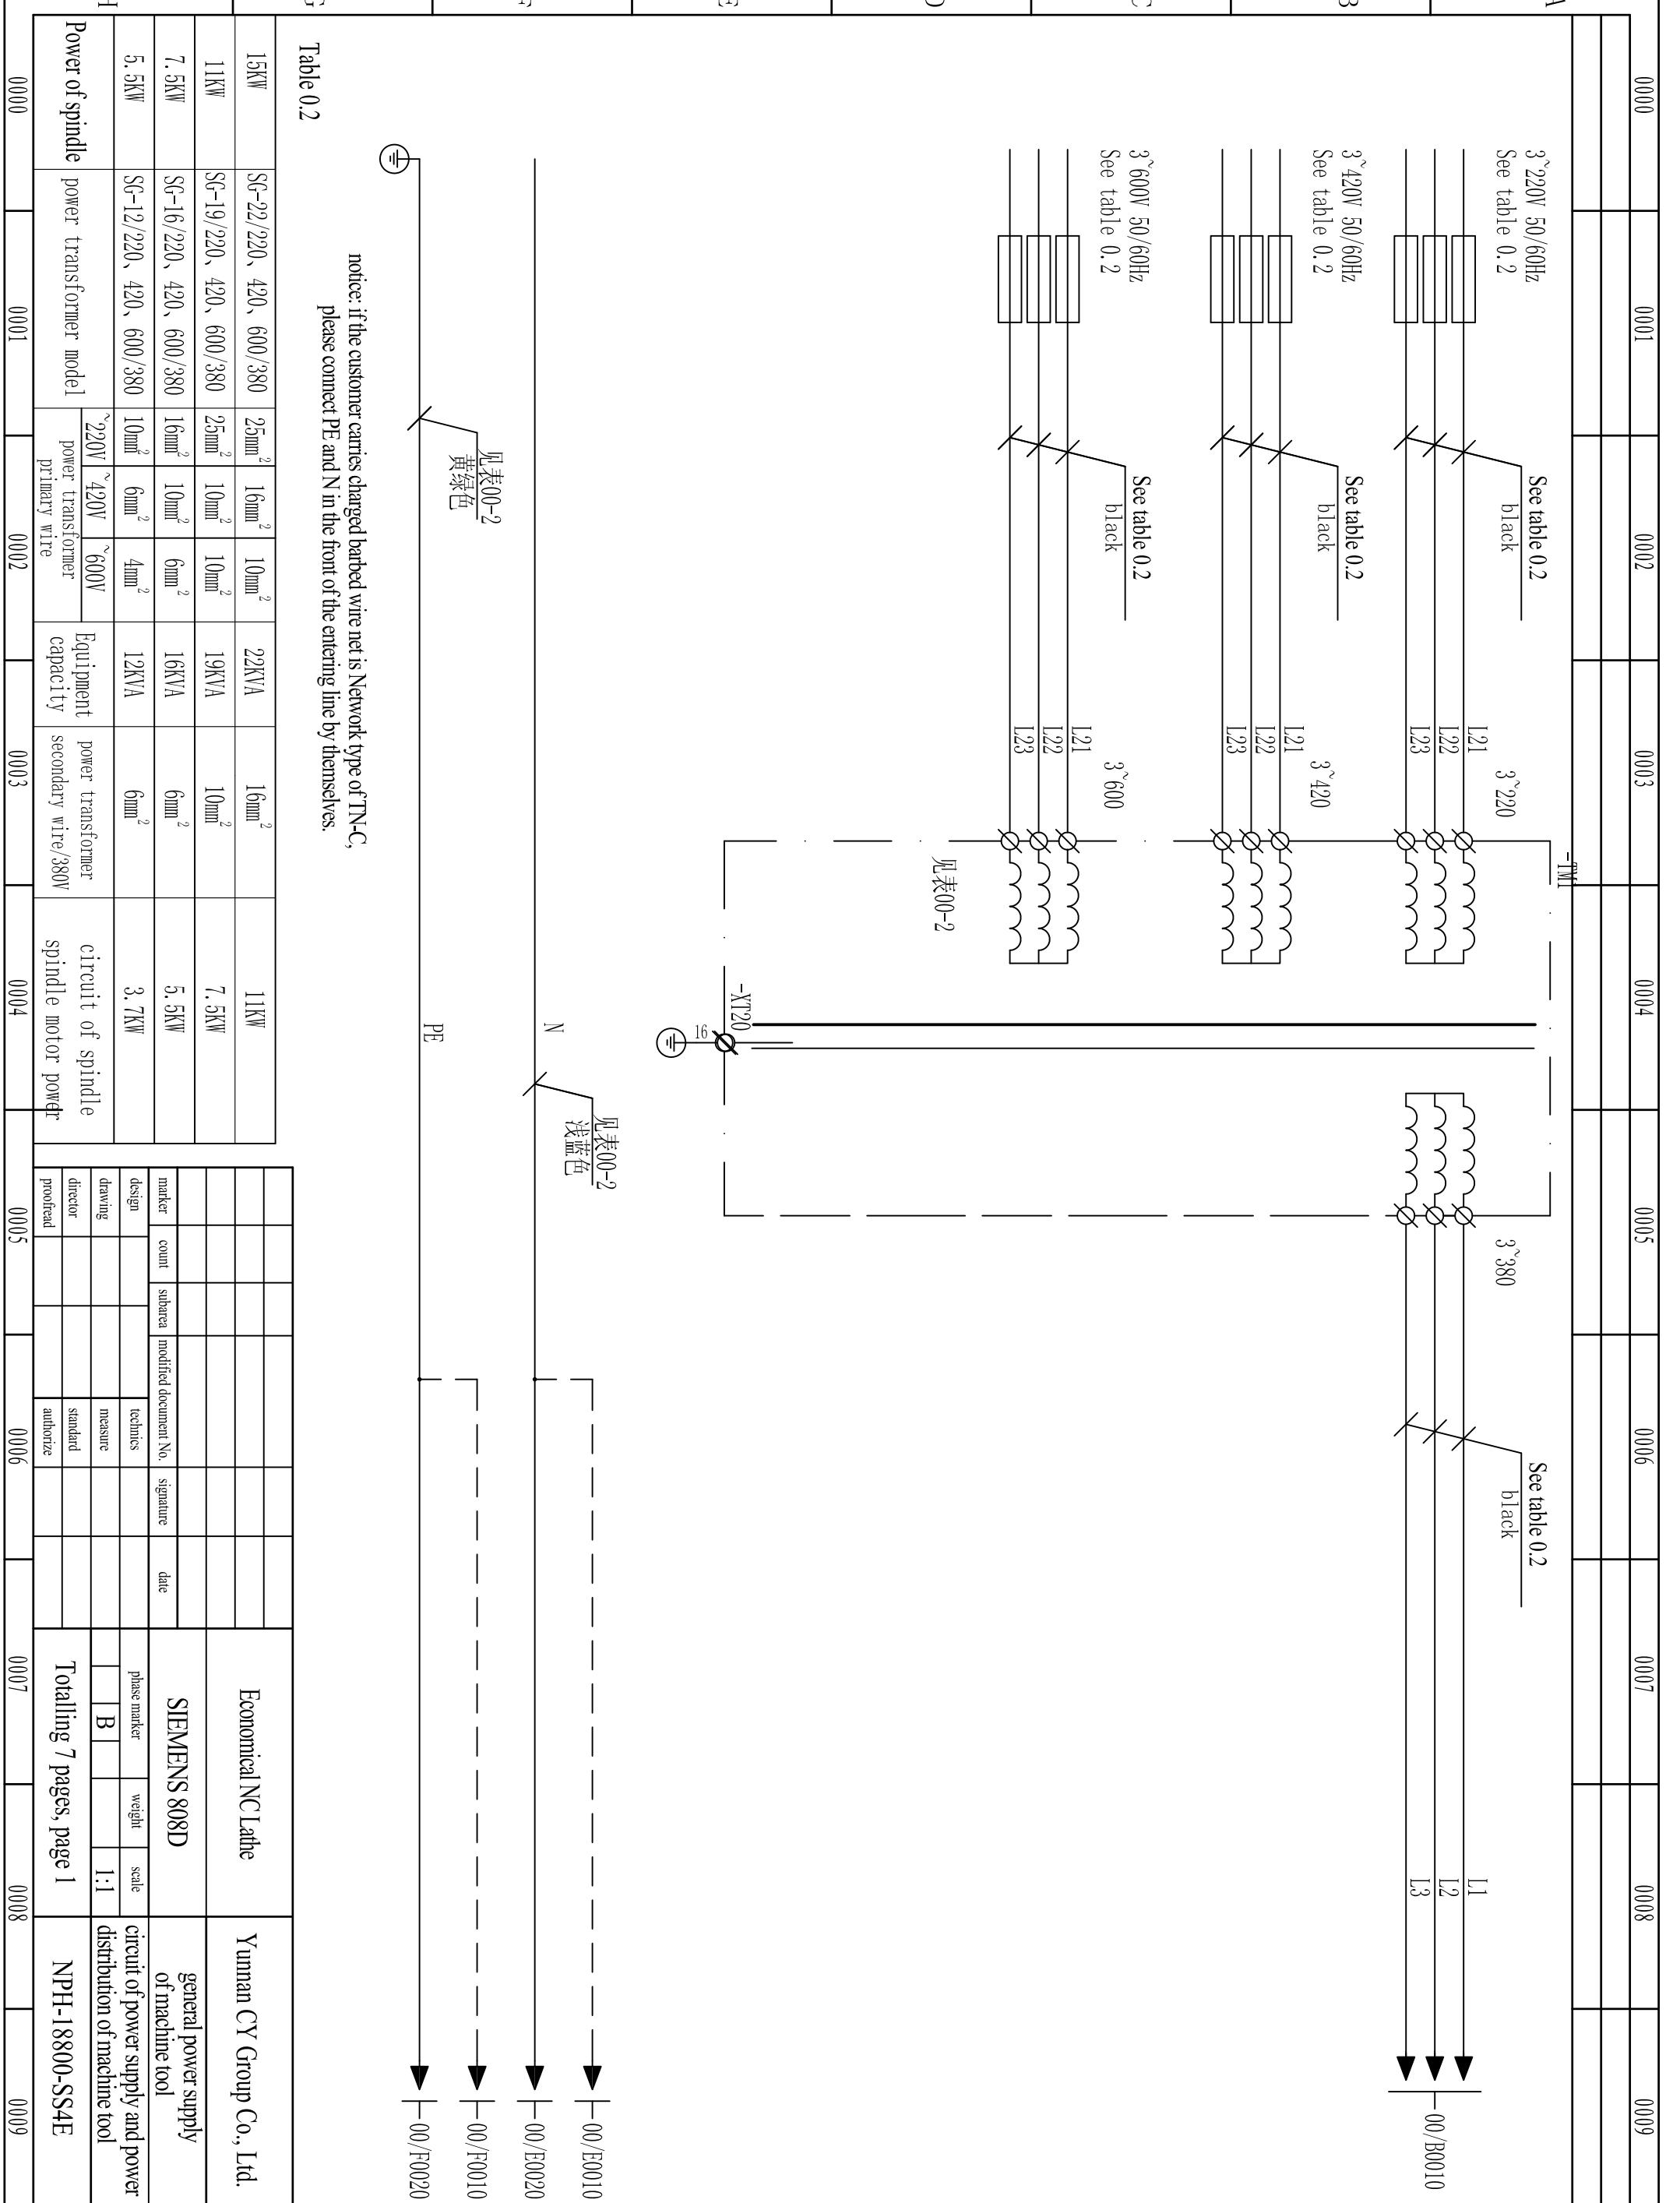 0000 0001 0002 0003 0004 0005 0006 0007 0008 0009
A
B
C
D
E
F
G
H
3~220V 50/60Hz
See table 0.2
See table 0.2
black
L21
L22
L23
3~220
-TM1
3~380
See table 0.2
black
L1
L2
L3
00/B0010
3~420V 50/60Hz
See table 0.2
See table 0.2
black
L21
L22
L23
3~420
3~600V 50/60Hz
See table 0.2
See table 0.2
black
L21
L22
L23
3~600
见表00-2
-XT20
16
见表00-2
浅蓝色
N
00/E0010
00/E0020
见表00-2
黄绿色
PE
00/F0010
00/F0020
notice: if the customer carries charged barbed wire net is Network type of TN-C,
please connect PE and N in the front of the entering line by themselves.
Table 0.2
15KW SG-22/220、420、600/380 25mm² 16mm² 10mm² 22KVA 16mm² 11KW
11KW SG-19/220、420、600/380 25mm² 10mm² 10mm² 19KVA 10mm² 7.5KW
7.5KW SG-16/220、420、600/380 16mm² 10mm² 6mm² 16KVA 6mm² 5.5KW
5.5KW SG-12/220、420、600/380 10mm² 6mm² 4mm² 12KVA 6mm² 3.7KW
Power of spindle
power transformer model
~220V ~420V ~600V
power transformer
primary wire
Equipment
capacity
power transformer
secondary wire/380V
circuit of spindle
spindle motor power
marker count subarea modified document No. signature date
design technics
drawing measure
director standard
proofread authorize
Economical NC Lathe
SIEMENS 808D
phase marker weight scale
B 1:1
Totalling 7 pages, page 1
Yunnan CY Group Co., Ltd.
general power supply
of machine tool
circuit of power supply and power
distribution of machine tool
NPH-18800-SS4E
0000 0001 0002 0003 0004 0005 0006 0007 0008 0009